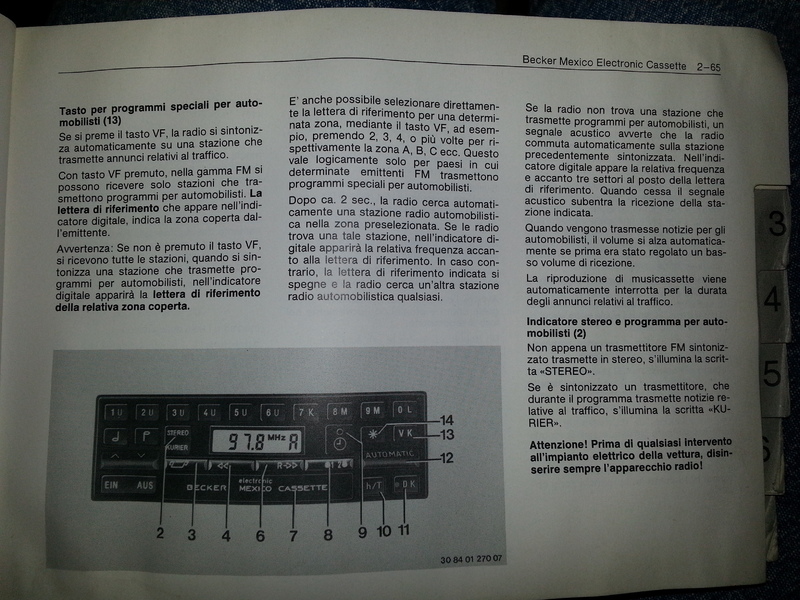 Becker Mexico Electronic Cassette 2–65
Tasto per programmi speciali per auto-
mobilisti (13)
Se si preme il tasto VF, la radio si sintoniz-
za automaticamente su una stazione che
trasmette annunci relativi al traffico.
Con tasto VF premuto, nella gamma FM si
possono ricevere solo stazioni che tra-
smettono programmi per automobilisti. La
lettera di riferimento che appare nell'indi-
catore digitale, indica la zona coperta dal-
l'emittente.
Avvertenza: Se non è premuto il tasto VF,
si ricevono tutte le stazioni, quando si sin-
tonizza una stazione che trasmette pro-
grammi per automobilisti, nell'indicatore
digitale apparirà la lettera di riferimento
della relativa zona coperta.
E' anche possibile selezionare direttamen-
te la lettera di riferimento per una determi-
nata zona, mediante il tasto VF, ad esem-
pio, premendo 2, 3, 4, o più volte per ri-
spettivamente la zona A, B, C ecc. Questo
vale logicamente solo per paesi in cui
determinate emittenti FM trasmettono
programmi speciali per automobilisti.
Dopo ca. 2 sec., la radio cerca automati-
camente una stazione radio automobilisti-
ca nella zona preselezionata. Se le radio
trova una tale stazione, nell'indicatore di-
gitale apparirà la relativa frequenza accan-
to alla lettera di riferimento. In caso con-
trario, la lettera di riferimento indicata si
spegne e la radio cerca un'altra stazione
radio automobilistica qualsiasi.
Se la radio non trova una stazione che
trasmette programmi per automobilisti, un
segnale acustico avverte che la radio
commuta automaticamente sulla stazione
precedentemente sintonizzata. Nell'indi-
catore digitale appare la relativa frequenza
e accanto tre settori al posto della lettera
di riferimento. Quando cessa il segnale
acustico subentra la ricezione della sta-
zione indicata.
Quando vengono trasmesse notizie per gli
automobilisti, il volume si alza automatica-
mente se prima era stato regolato un bas-
so volume di ricezione.
La riproduzione di musicassette viene
automaticamente interrotta per la durata
degli annunci relativi al traffico.
Indicatore stereo e programma per auto-
mobilisti (2)
Non appena un trasmettitore FM sintoniz-
zato trasmette in stereo, s'illumina la scrit-
ta «STEREO».
Se è sintonizzato un trasmettitore, che
durante il programma trasmette notizie re-
lative al traffico, s'illumina la scritta «KU-
RIER».
Attenzione! Prima di qualsiasi intervento
all'impianto elettrico della vettura, disin-
serire sempre l'apparecchio radio!
1U 2U 3U 4U 5U 6U 7K 8M 9M 0L
STEREO
KURIER
97.8 MHz A
VK
AUTOMATIC
R
EIN AUS
BECKER electronic MEXICO CASSETTE
h/T DK
14
13
12
2 3 4 6 7 8 9 10 11
30 84 01 270 07
3
4
5
6